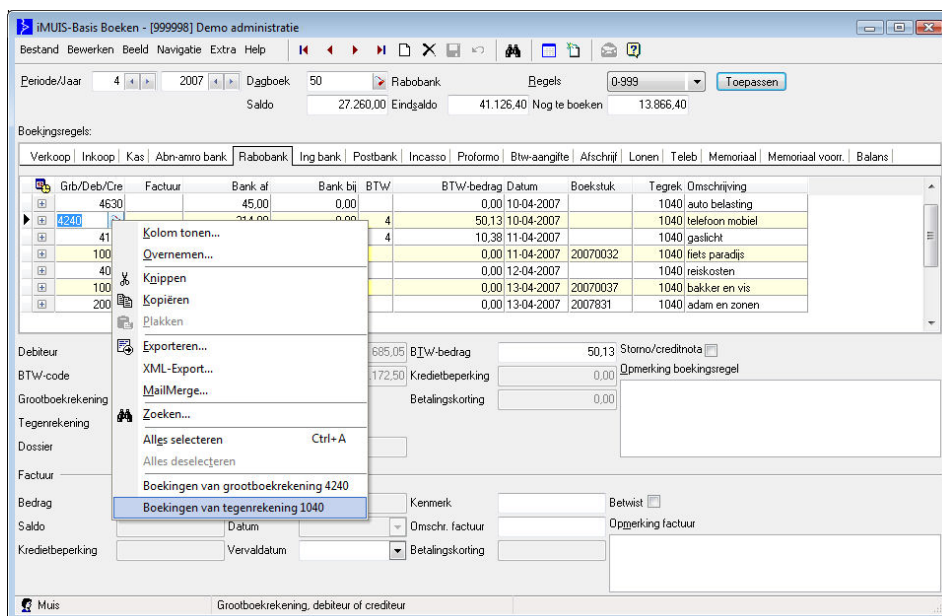 iMUIS-Basis Boeken - [999998] Demo administratie
Bestand Bewerken Beeld Navigatie Extra Help
Periode/Jaar 4 2007 Dagboek 50 Rabobank Regels 0-999 Toepassen
Saldo 27.260,00 Eindsaldo 41.126,40 Nog te boeken 13.866,40
Boekingsregels:
Verkoop Inkoop Kas Abn-amro bank Rabobank Ing bank Postbank Incasso Proformo Btw-aangifte Afschrijf Lonen Teleb Memoriaal Memoriaal voorr. Balans
Grb/Deb/Cre Factuur Bank af Bank bij BTW BTW-bedrag Datum Boekstuk Tegrek Omschrijving
4630 45,00 0,00 0,00 10-04-2007 1040 auto belasting
4240 4 50,13 10-04-2007 1040 telefoon mobiel
41 4 10,38 11-04-2007 1040 gaslicht
100 0,00 11-04-2007 20070032 1040 fiets paradijs
40 0,00 12-04-2007 1040 reiskosten
100 0,00 13-04-2007 20070037 1040 bakker en vis
200 0,00 13-04-2007 2007831 1040 adam en zonen
Kolom tonen...
Overnemen...
Knippen
Kopiëren
Plakken
Exporteren...
XML-Export...
MailMerge...
Zoeken...
Alles selecteren Ctrl+A
Alles deselecteren
Boekingen van grootboekrekening 4240
Boekingen van tegenrekening 1040
Debiteur 685,05 BTW-bedrag 50,13 Storno/creditnota
BTW-code 172,50 Kredietbeperking 0,00 Opmerking boekingsregel
Grootboekrekening Betalingskorting 0,00
Tegenrekening
Dossier
Factuur
Bedrag Kenmerk Betwist
Saldo Datum Omschr. factuur Opmerking factuur
Kredietbeperking Vervaldatum Betalingskorting
Muis Grootboekrekening, debiteur of crediteur